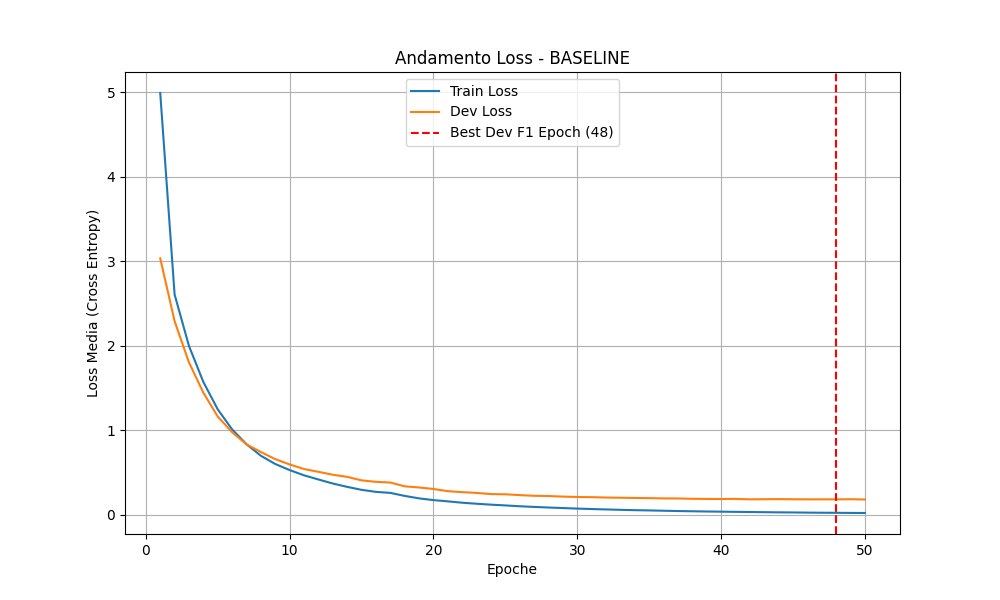 Andamento Loss - BASELINE
Train Loss
Dev Loss
Best Dev F1 Epoch (48)
Loss Media (Cross Entropy)
5
4
3
2
1
0
0 10 20 30 40 50
Epoche